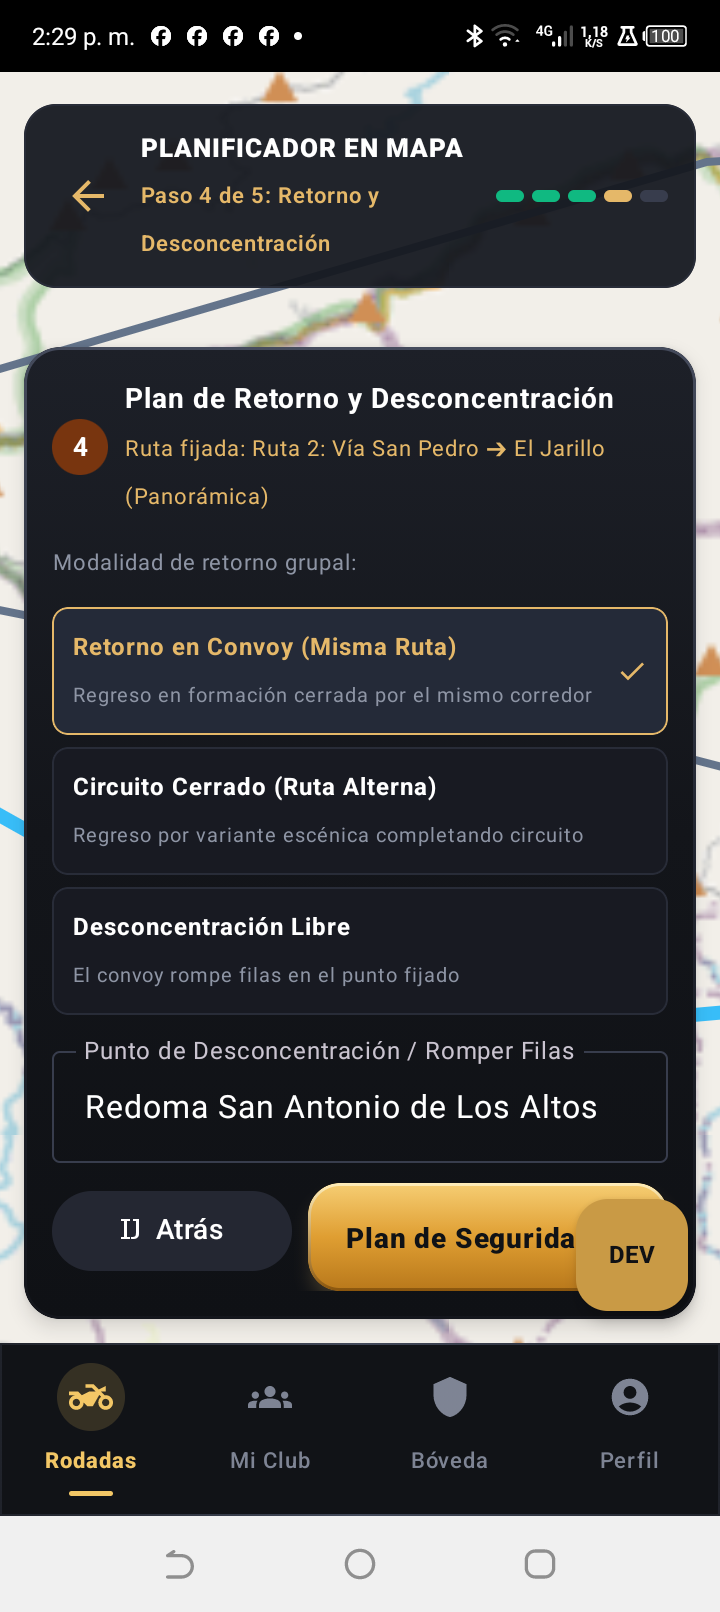 2:29 p. m.
4G
1,18
K/S
100
PLANIFICADOR EN MAPA
Paso 4 de 5: Retorno y
Desconcentración
4
Plan de Retorno y Desconcentración
Ruta fijada: Ruta 2: Vía San Pedro ➔ El Jarillo
(Panorámica)
Modalidad de retorno grupal:
Retorno en Convoy (Misma Ruta)
Regreso en formación cerrada por el mismo corredor
Circuito Cerrado (Ruta Alterna)
Regreso por variante escénica completando circuito
Desconcentración Libre
El convoy rompe filas en el punto fijado
Punto de Desconcentración / Romper Filas
Redoma San Antonio de Los Altos
Atrás
Plan de Segurida
DEV
Rodadas
Mi Club
Bóveda
Perfil